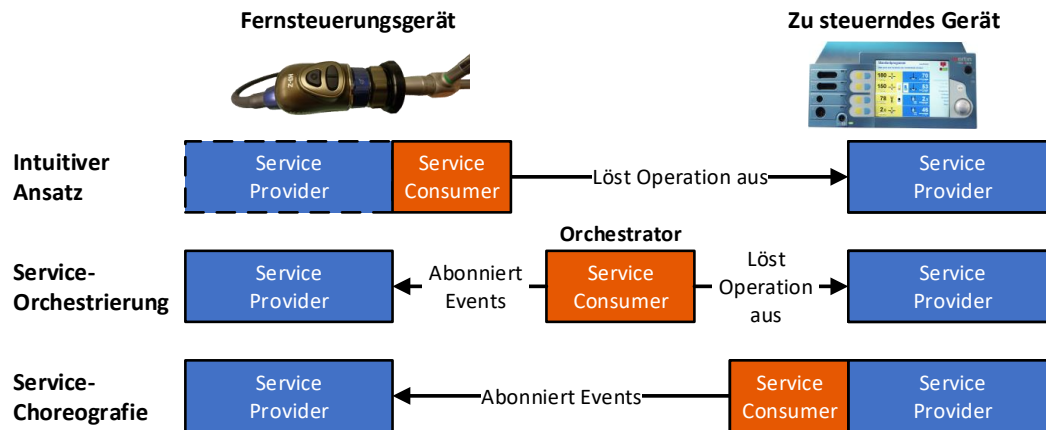 Fernsteuerungsgerät
Zu steuerndes Gerät
Intuitiver
Ansatz
Service
Provider
Service
Consumer
Löst Operation aus
Service
Provider
Orchestrator
Service-
Orchestrierung
Service
Provider
Abonniert
Events
Service
Consumer
Löst
Operation
aus
Service
Provider
Service-
Choreografie
Service
Provider
Abonniert Events
Service
Consumer
Service
Provider